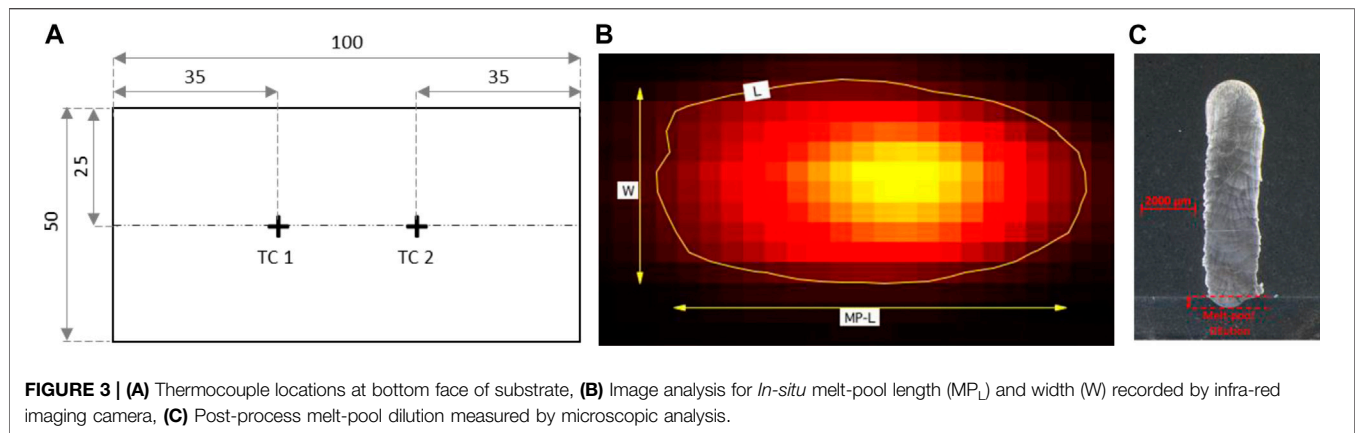 A
100
35
35
25
50
TC 1
TC 2
B
L
W
MP-L
C
2000 µm
Melt-pool
dilution
FIGURE 3 | (A) Thermocouple locations at bottom face of substrate, (B) Image analysis for In-situ melt-pool length (MPL) and width (W) recorded by infra-red
imaging camera, (C) Post-process melt-pool dilution measured by microscopic analysis.